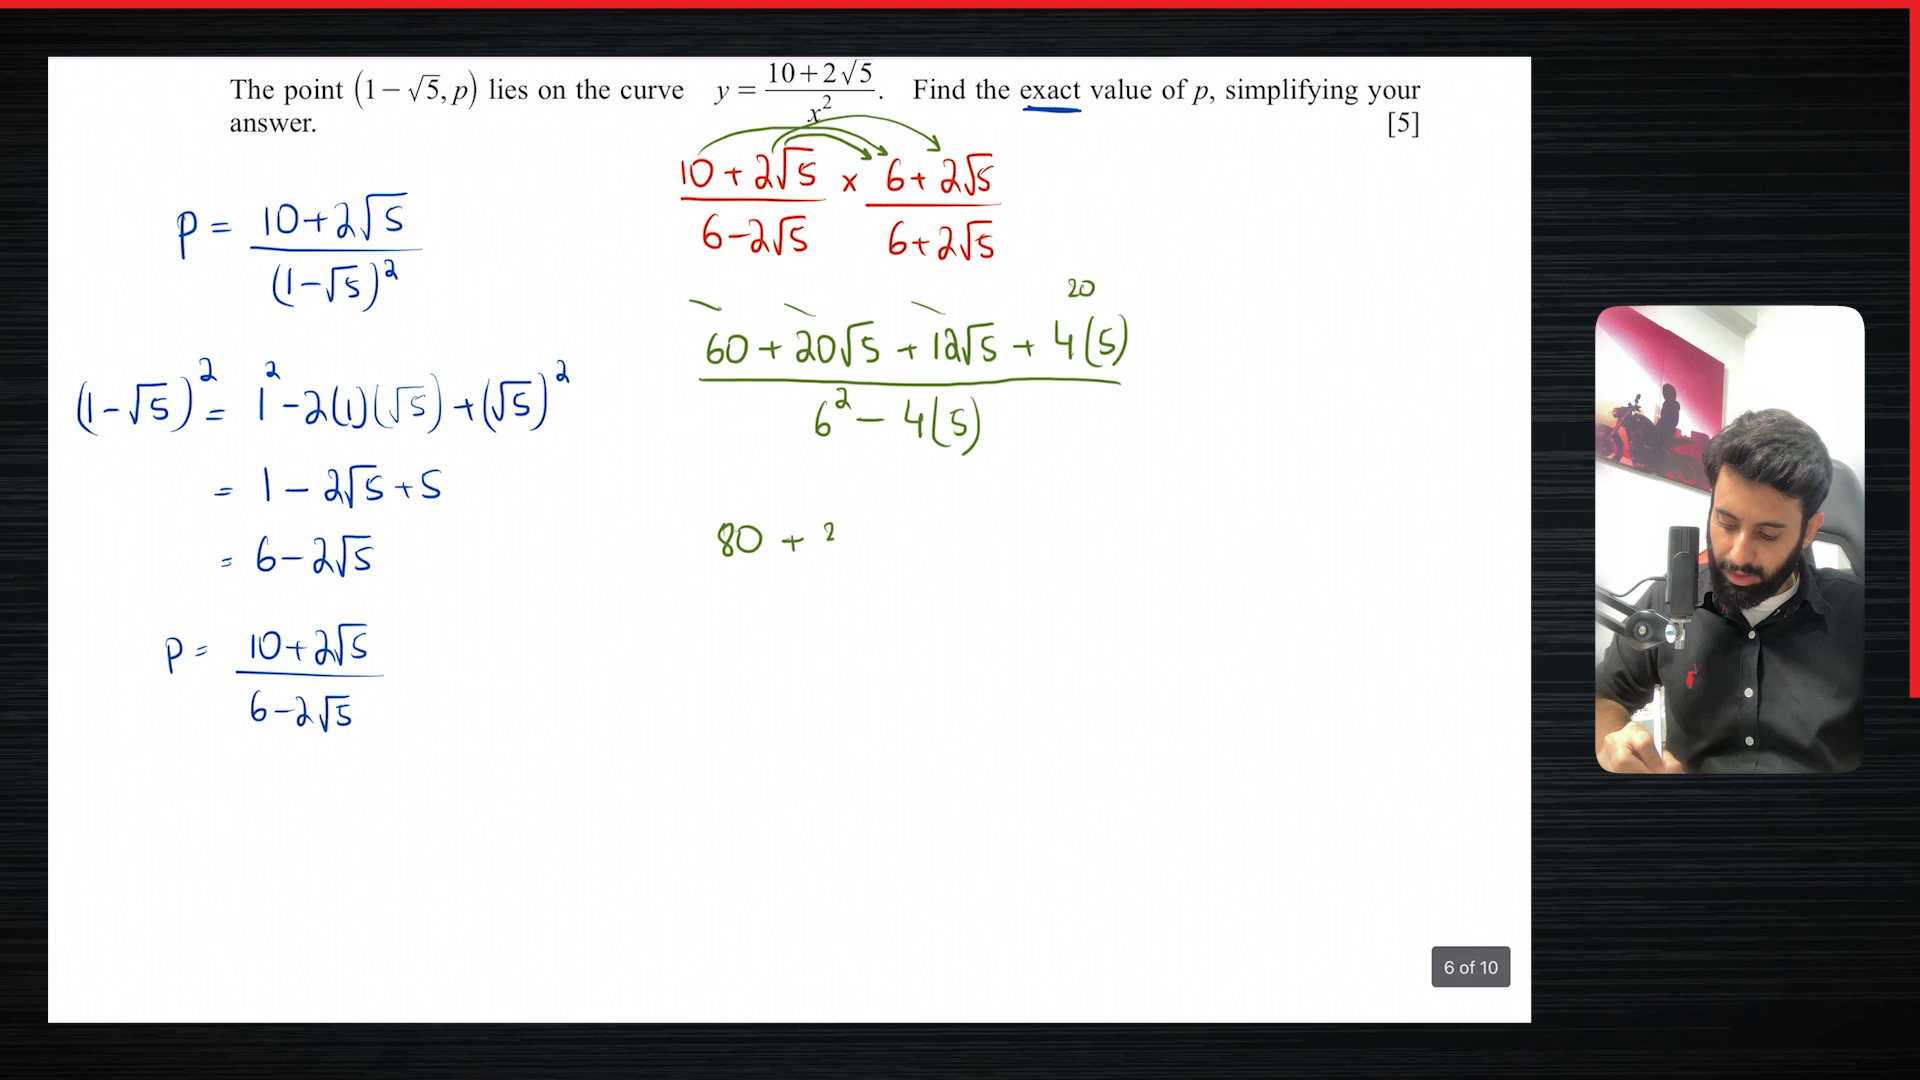 The point (1−√5, p) lies on the curve y = (10+2√5)/x². Find the exact value of p, simplifying your
answer. [5]
p = (10+2√5)/(1−√5)²
(1−√5)² = 1² − 2(1)(√5) + (√5)²
= 1 − 2√5 + 5
= 6 − 2√5
p = (10+2√5)/(6−2√5)
(10+2√5)/(6−2√5) × (6+2√5)/(6+2√5)
20
(60 + 20√5 + 12√5 + 4(5))/(6² − 4(5))
80 + 2
6 of 10